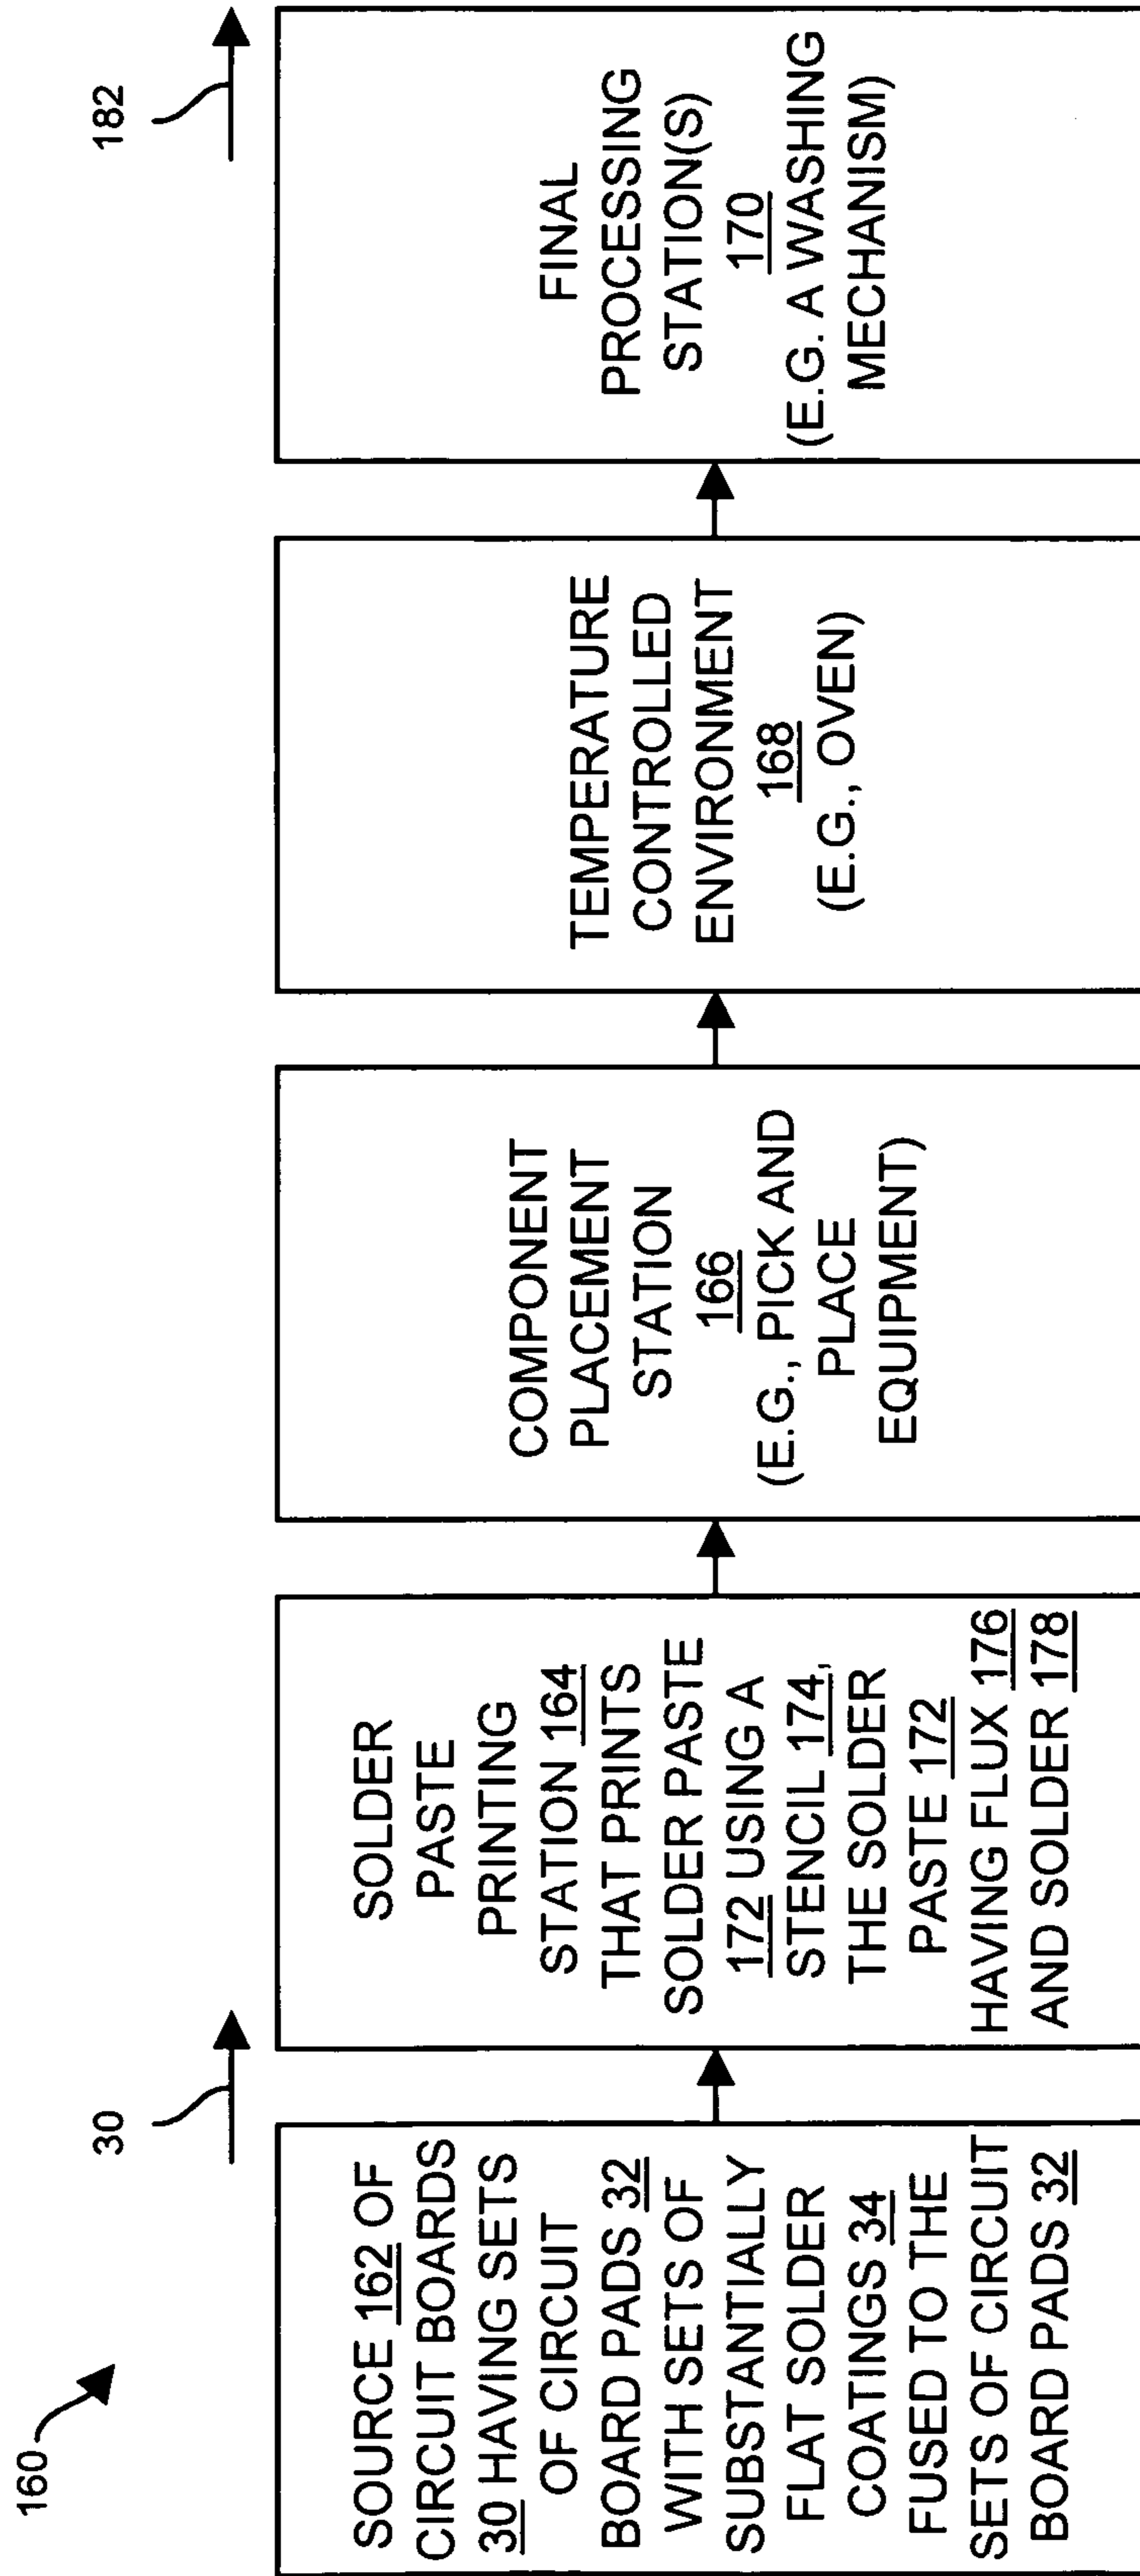 160
30
182
SOURCE 162 OF
CIRCUIT BOARDS
30 HAVING SETS
OF CIRCUIT
BOARD PADS 32
WITH SETS OF
SUBSTANTIALLY
FLAT SOLDER
COATINGS 34
FUSED TO THE
SETS OF CIRCUIT
BOARD PADS 32
SOLDER
PASTE
PRINTING
STATION 164
THAT PRINTS
SOLDER PASTE
172 USING A
STENCIL 174,
THE SOLDER
PASTE 172
HAVING FLUX 176
AND SOLDER 178
COMPONENT
PLACEMENT
STATION
166
(E.G., PICK AND
PLACE
EQUIPMENT)
TEMPERATURE
CONTROLLED
ENVIRONMENT
168
(E.G., OVEN)
FINAL
PROCESSING
STATION(S)
170
(E.G. A WASHING
MECHANISM)